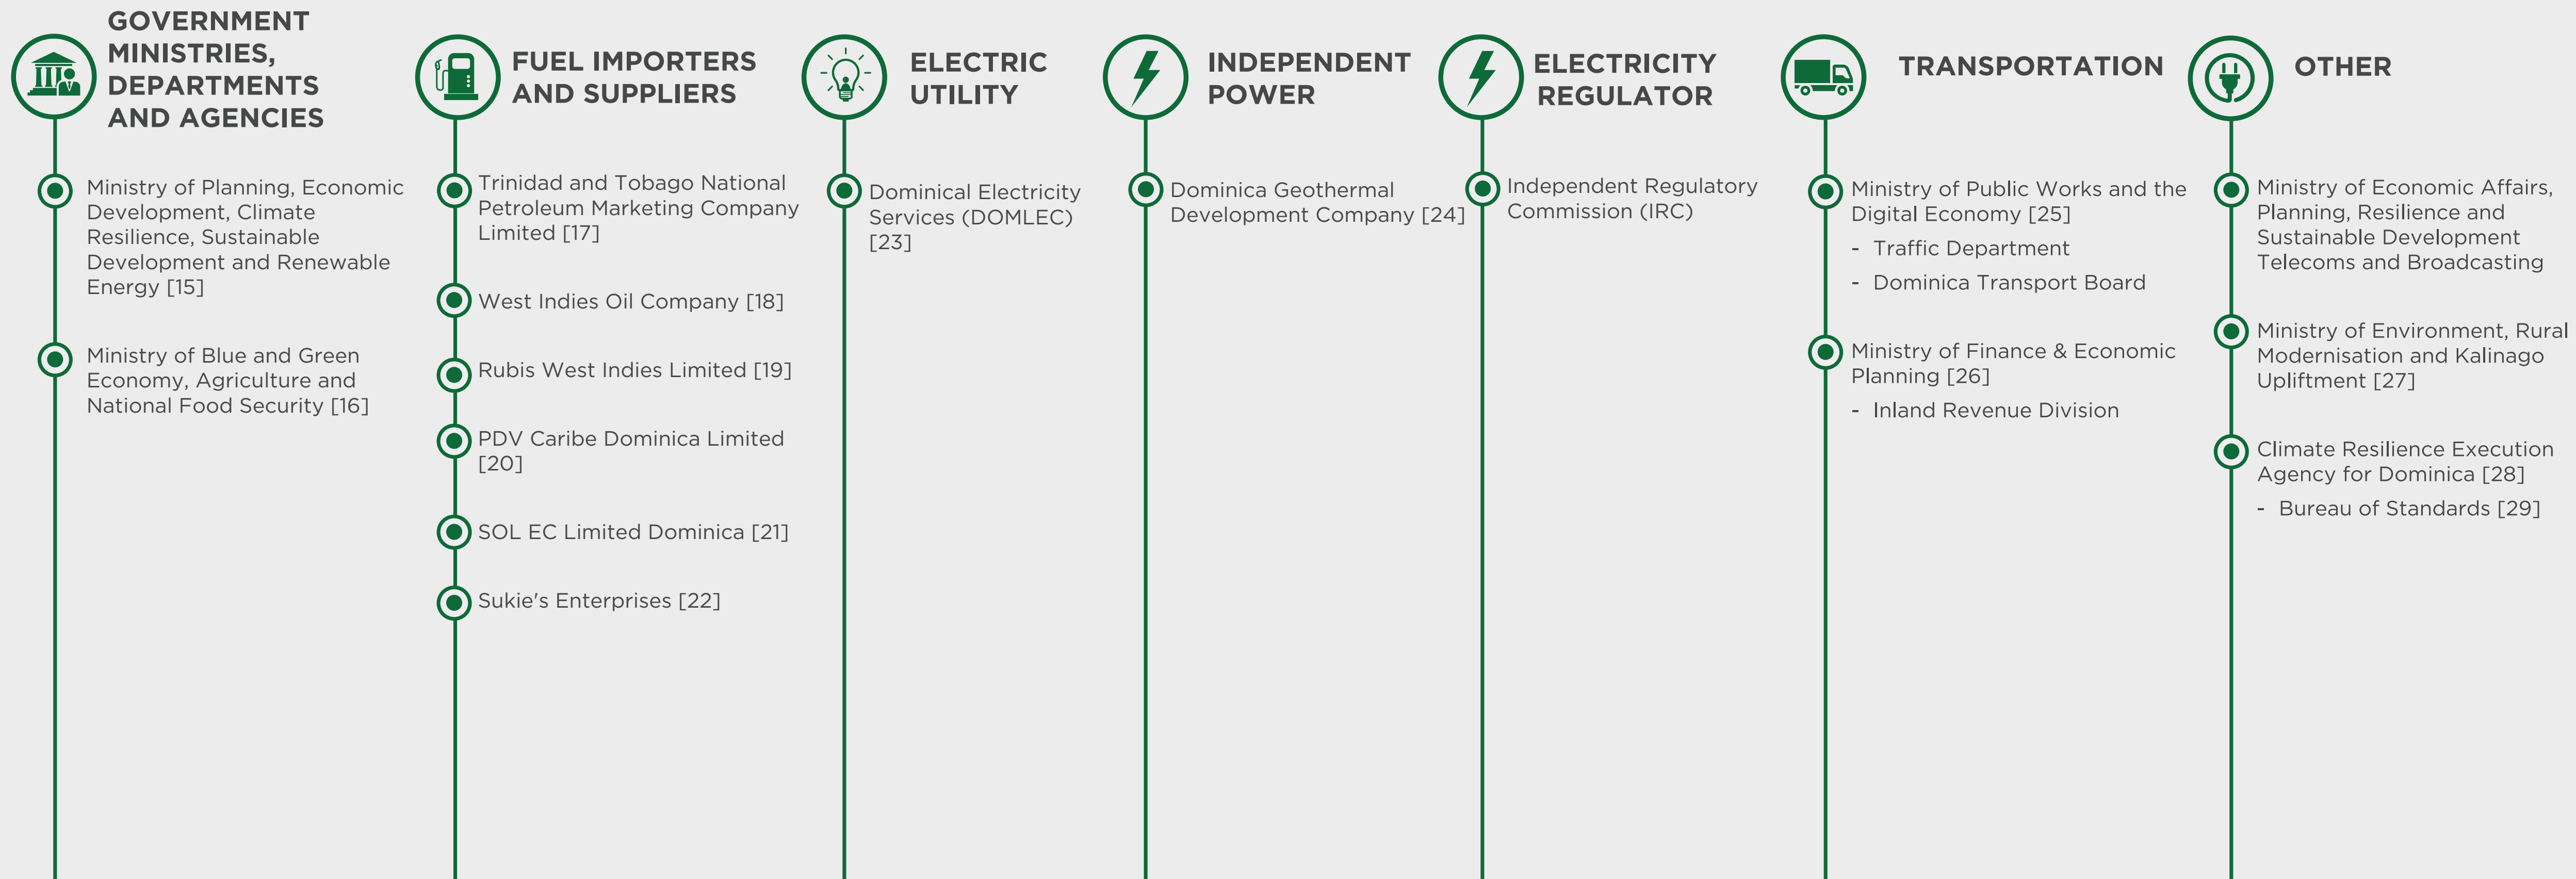 GOVERNMENT
MINISTRIES,
DEPARTMENTS
AND AGENCIES
Ministry of Planning, Economic
Development, Climate
Resilience, Sustainable
Development and Renewable
Energy [15]
Ministry of Blue and Green
Economy, Agriculture and
National Food Security [16]
FUEL IMPORTERS
AND SUPPLIERS
Trinidad and Tobago National
Petroleum Marketing Company
Limited [17]
West Indies Oil Company [18]
Rubis West Indies Limited [19]
PDV Caribe Dominica Limited
[20]
SOL EC Limited Dominica [21]
Sukie's Enterprises [22]
ELECTRIC
UTILITY
Dominical Electricity
Services (DOMLEC)
[23]
INDEPENDENT
POWER
Dominica Geothermal
Development Company [24]
ELECTRICITY
REGULATOR
Independent Regulatory
Commission (IRC)
TRANSPORTATION
Ministry of Public Works and the
Digital Economy [25]
- Traffic Department
- Dominica Transport Board
Ministry of Finance & Economic
Planning [26]
- Inland Revenue Division
OTHER
Ministry of Economic Affairs,
Planning, Resilience and
Sustainable Development
Telecoms and Broadcasting
Ministry of Environment, Rural
Modernisation and Kalinago
Upliftment [27]
Climate Resilience Execution
Agency for Dominica [28]
- Bureau of Standards [29]